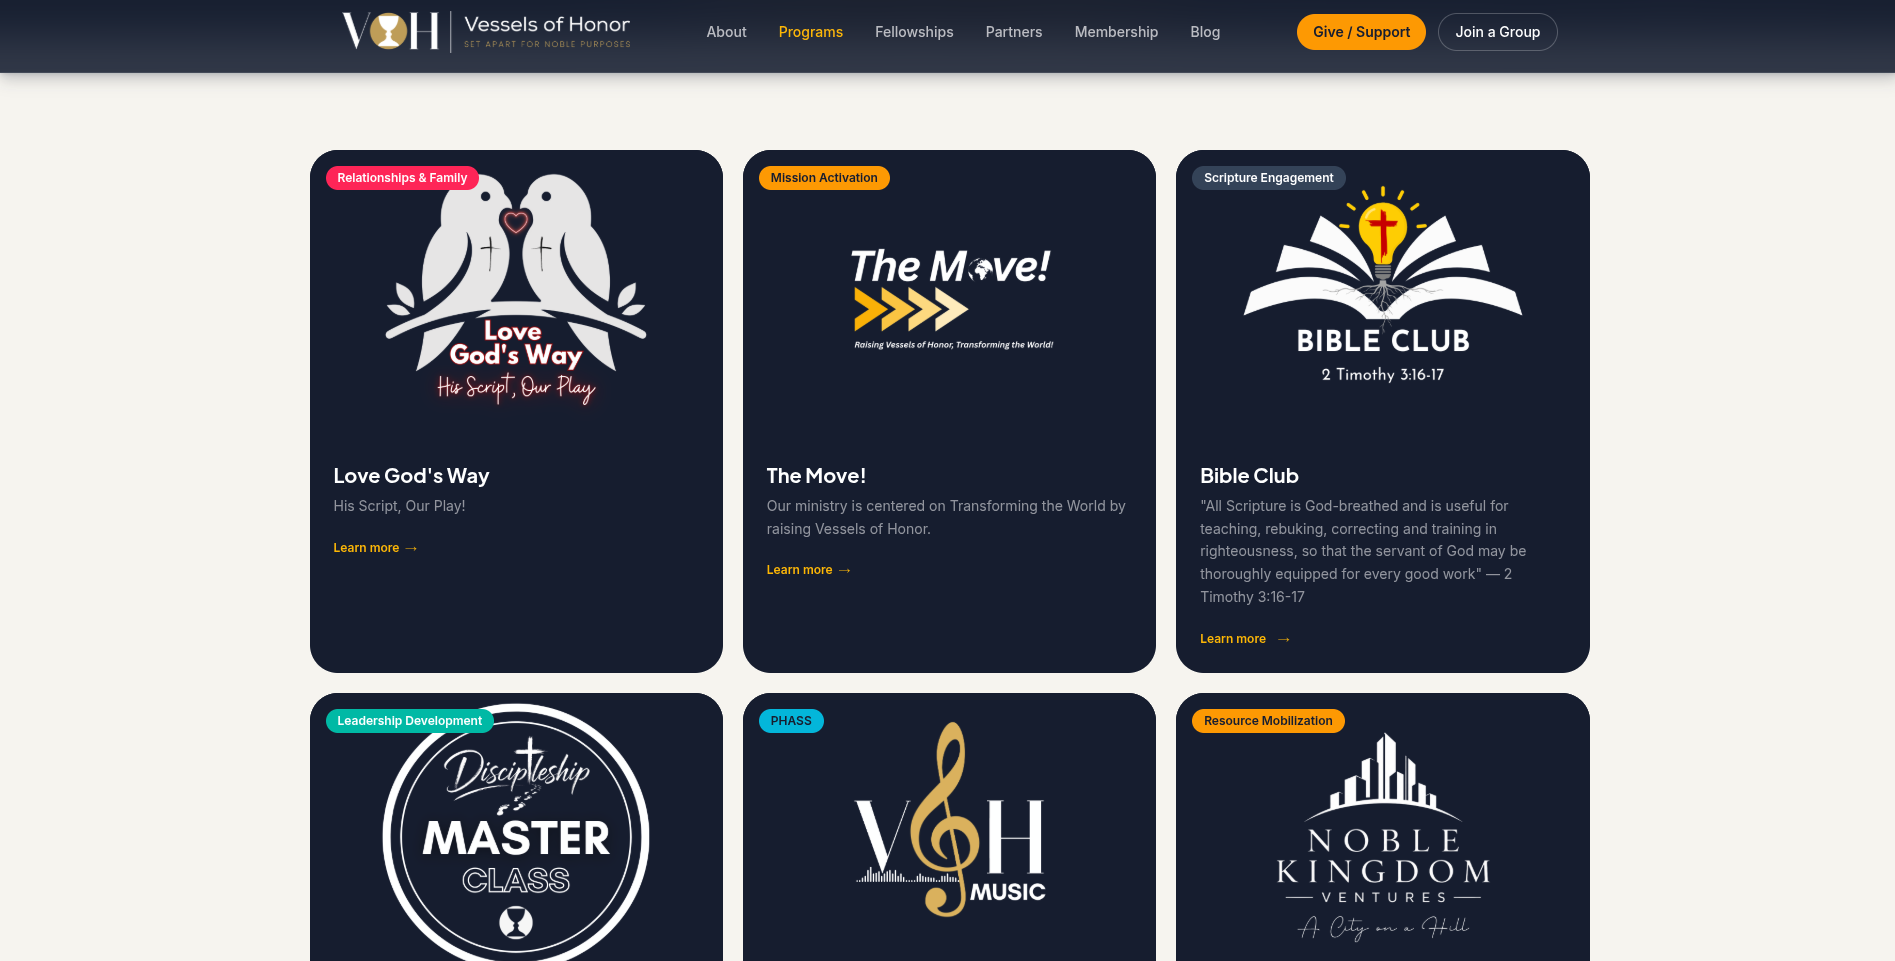 VOH
Vessels of Honor
SET APART FOR NOBLE PURPOSES
About
Programs
Fellowships
Partners
Membership
Blog
Give / Support
Join a Group
Relationships & Family
Love
God's Way
His Script, Our Play
Love God's Way
His Script, Our Play!
Learn more →
Mission Activation
The Move!
Raising Vessels of Honor, Transforming the World!
The Move!
Our ministry is centered on Transforming the World by
raising Vessels of Honor.
Learn more →
Scripture Engagement
BIBLE CLUB
2 Timothy 3:16-17
Bible Club
"All Scripture is God-breathed and is useful for
teaching, rebuking, correcting and training in
righteousness, so that the servant of God may be
thoroughly equipped for every good work" — 2
Timothy 3:16-17
Learn more →
Leadership Development
Discipleship
MASTER
CLASS
PHASS
VOH
MUSIC
Resource Mobilization
NOBLE
KINGDOM
VENTURES
A City on a Hill